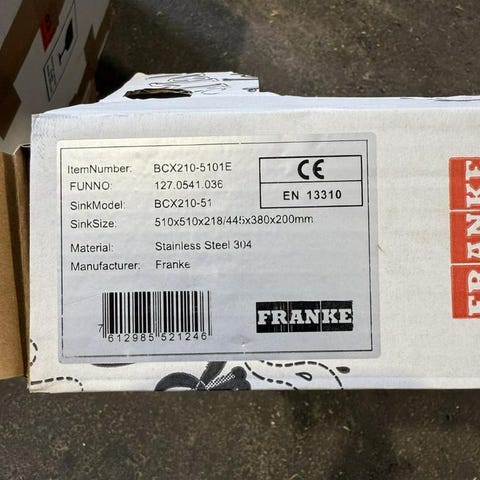 ItemNumber: BCX210-5101E
FUNNO: 127.0541.036
SinkModel: BCX210-51
SinkSize: 510x510x218/445x380x200mm
Material: Stainless Steel 304
Manufacturer: Franke
CE
EN 13310
7 612985 521246
FRANKE
FRANKE